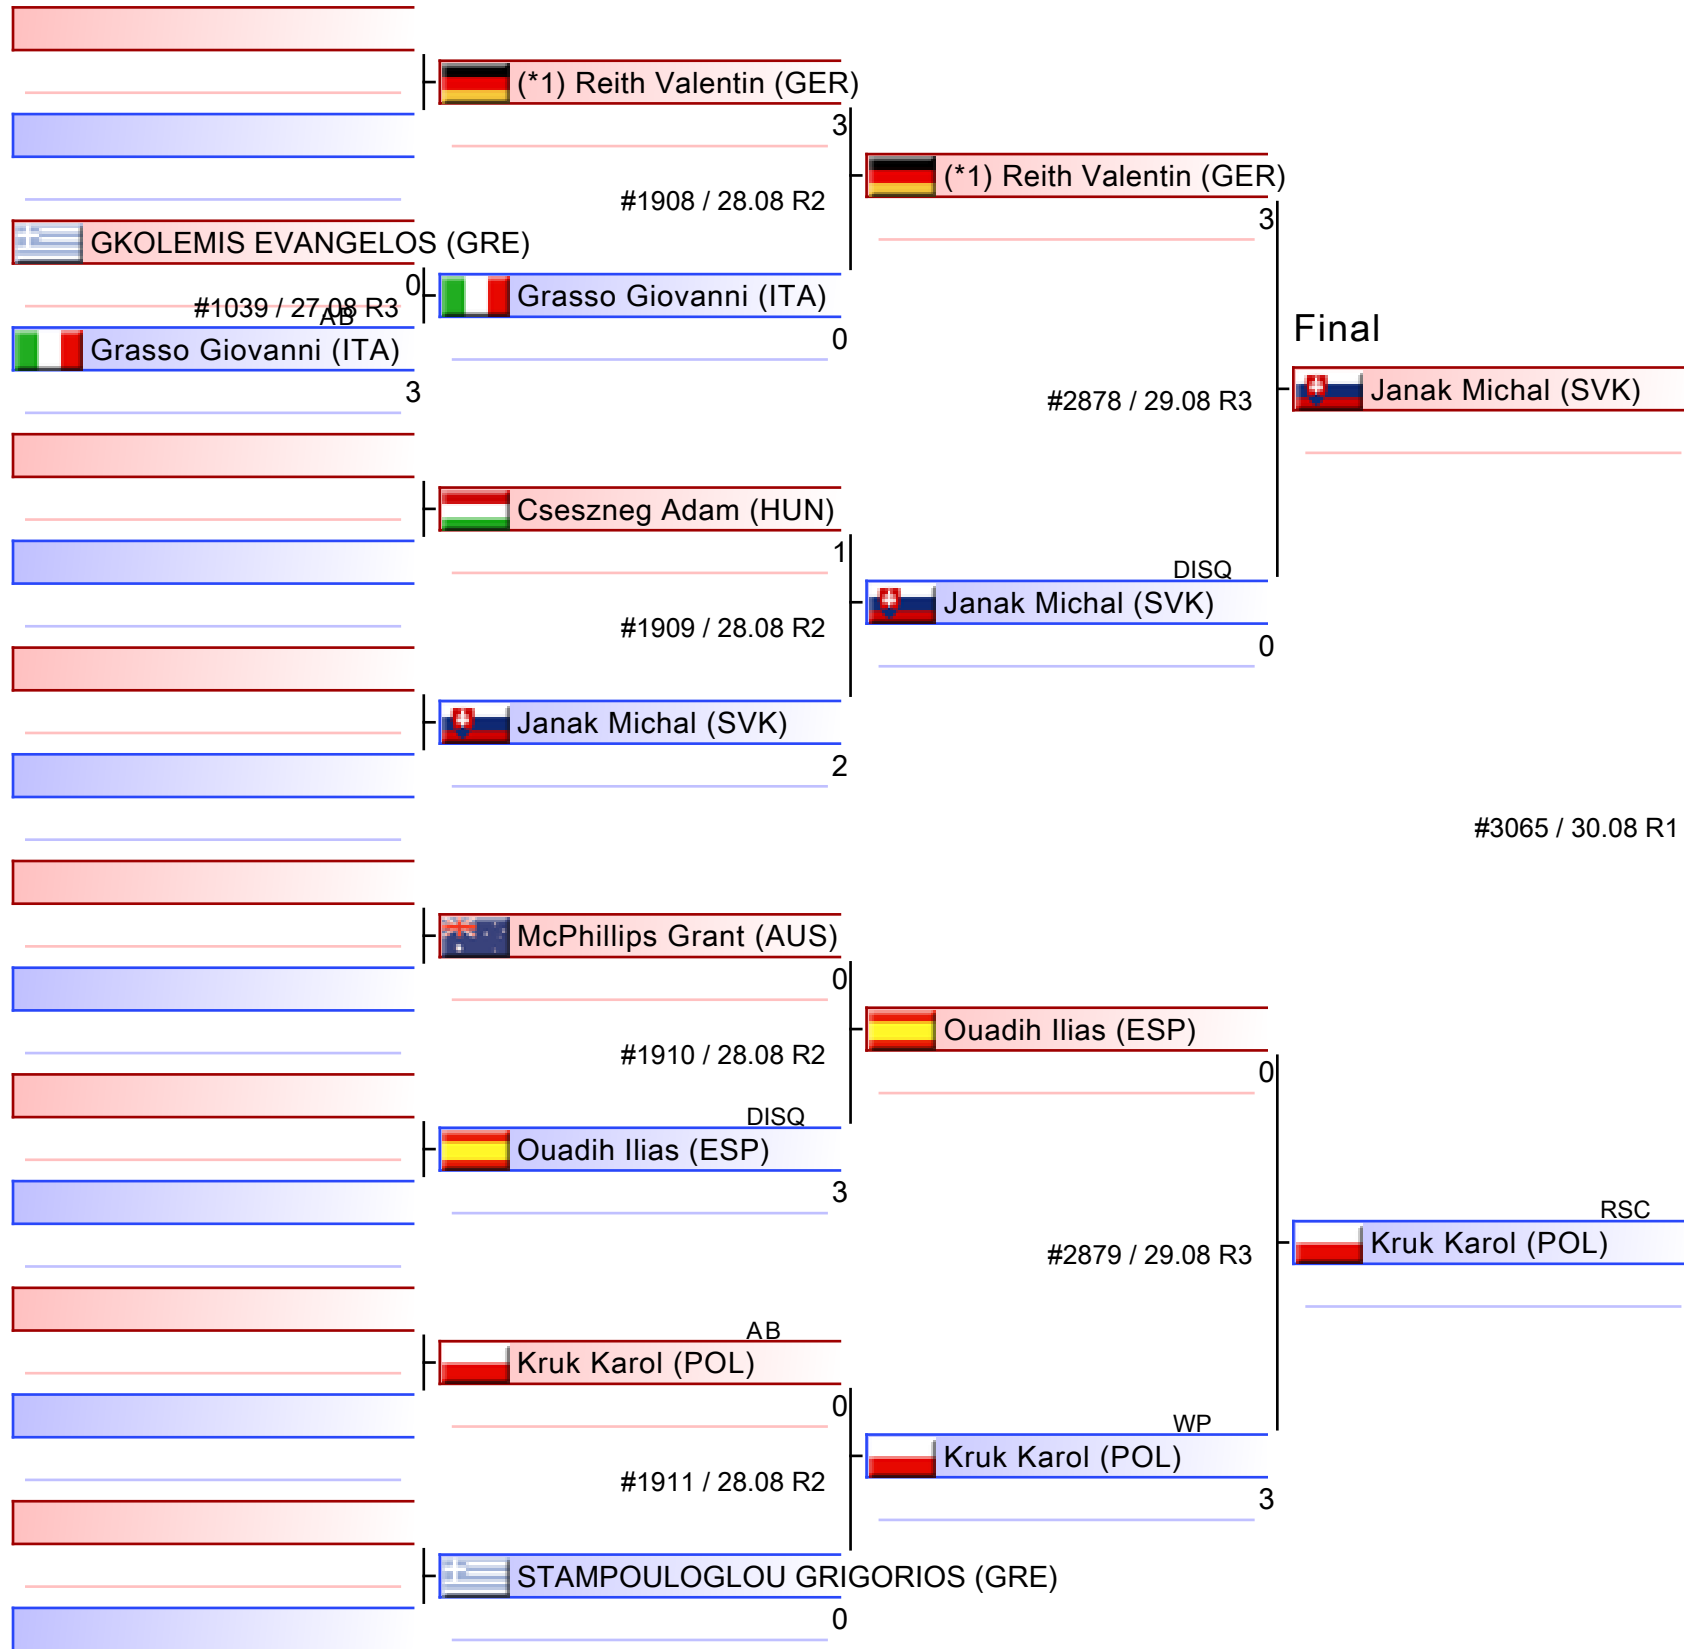 (*1) Reith Valentin (GER)
3
(*1) Reith Valentin (GER)
#1908 / 28.08 R2
3
GKOLEMIS EVANGELOS (GRE)
0
#1039 / 27.08 R3
AB
Grasso Giovanni (ITA)
0
Grasso Giovanni (ITA)
3
Final
Janak Michal (SVK)
#2878 / 29.08 R3
Cseszneg Adam (HUN)
1
DISQ
Janak Michal (SVK)
#1909 / 28.08 R2
0
Janak Michal (SVK)
2
#3065 / 30.08 R1
McPhillips Grant (AUS)
0
Ouadih Ilias (ESP)
#1910 / 28.08 R2
0
DISQ
Ouadih Ilias (ESP)
3
RSC
Kruk Karol (POL)
#2879 / 29.08 R3
AB
Kruk Karol (POL)
0
WP
Kruk Karol (POL)
#1911 / 28.08 R2
3
STAMPOULOGLOU GRIGORIOS (GRE)
0